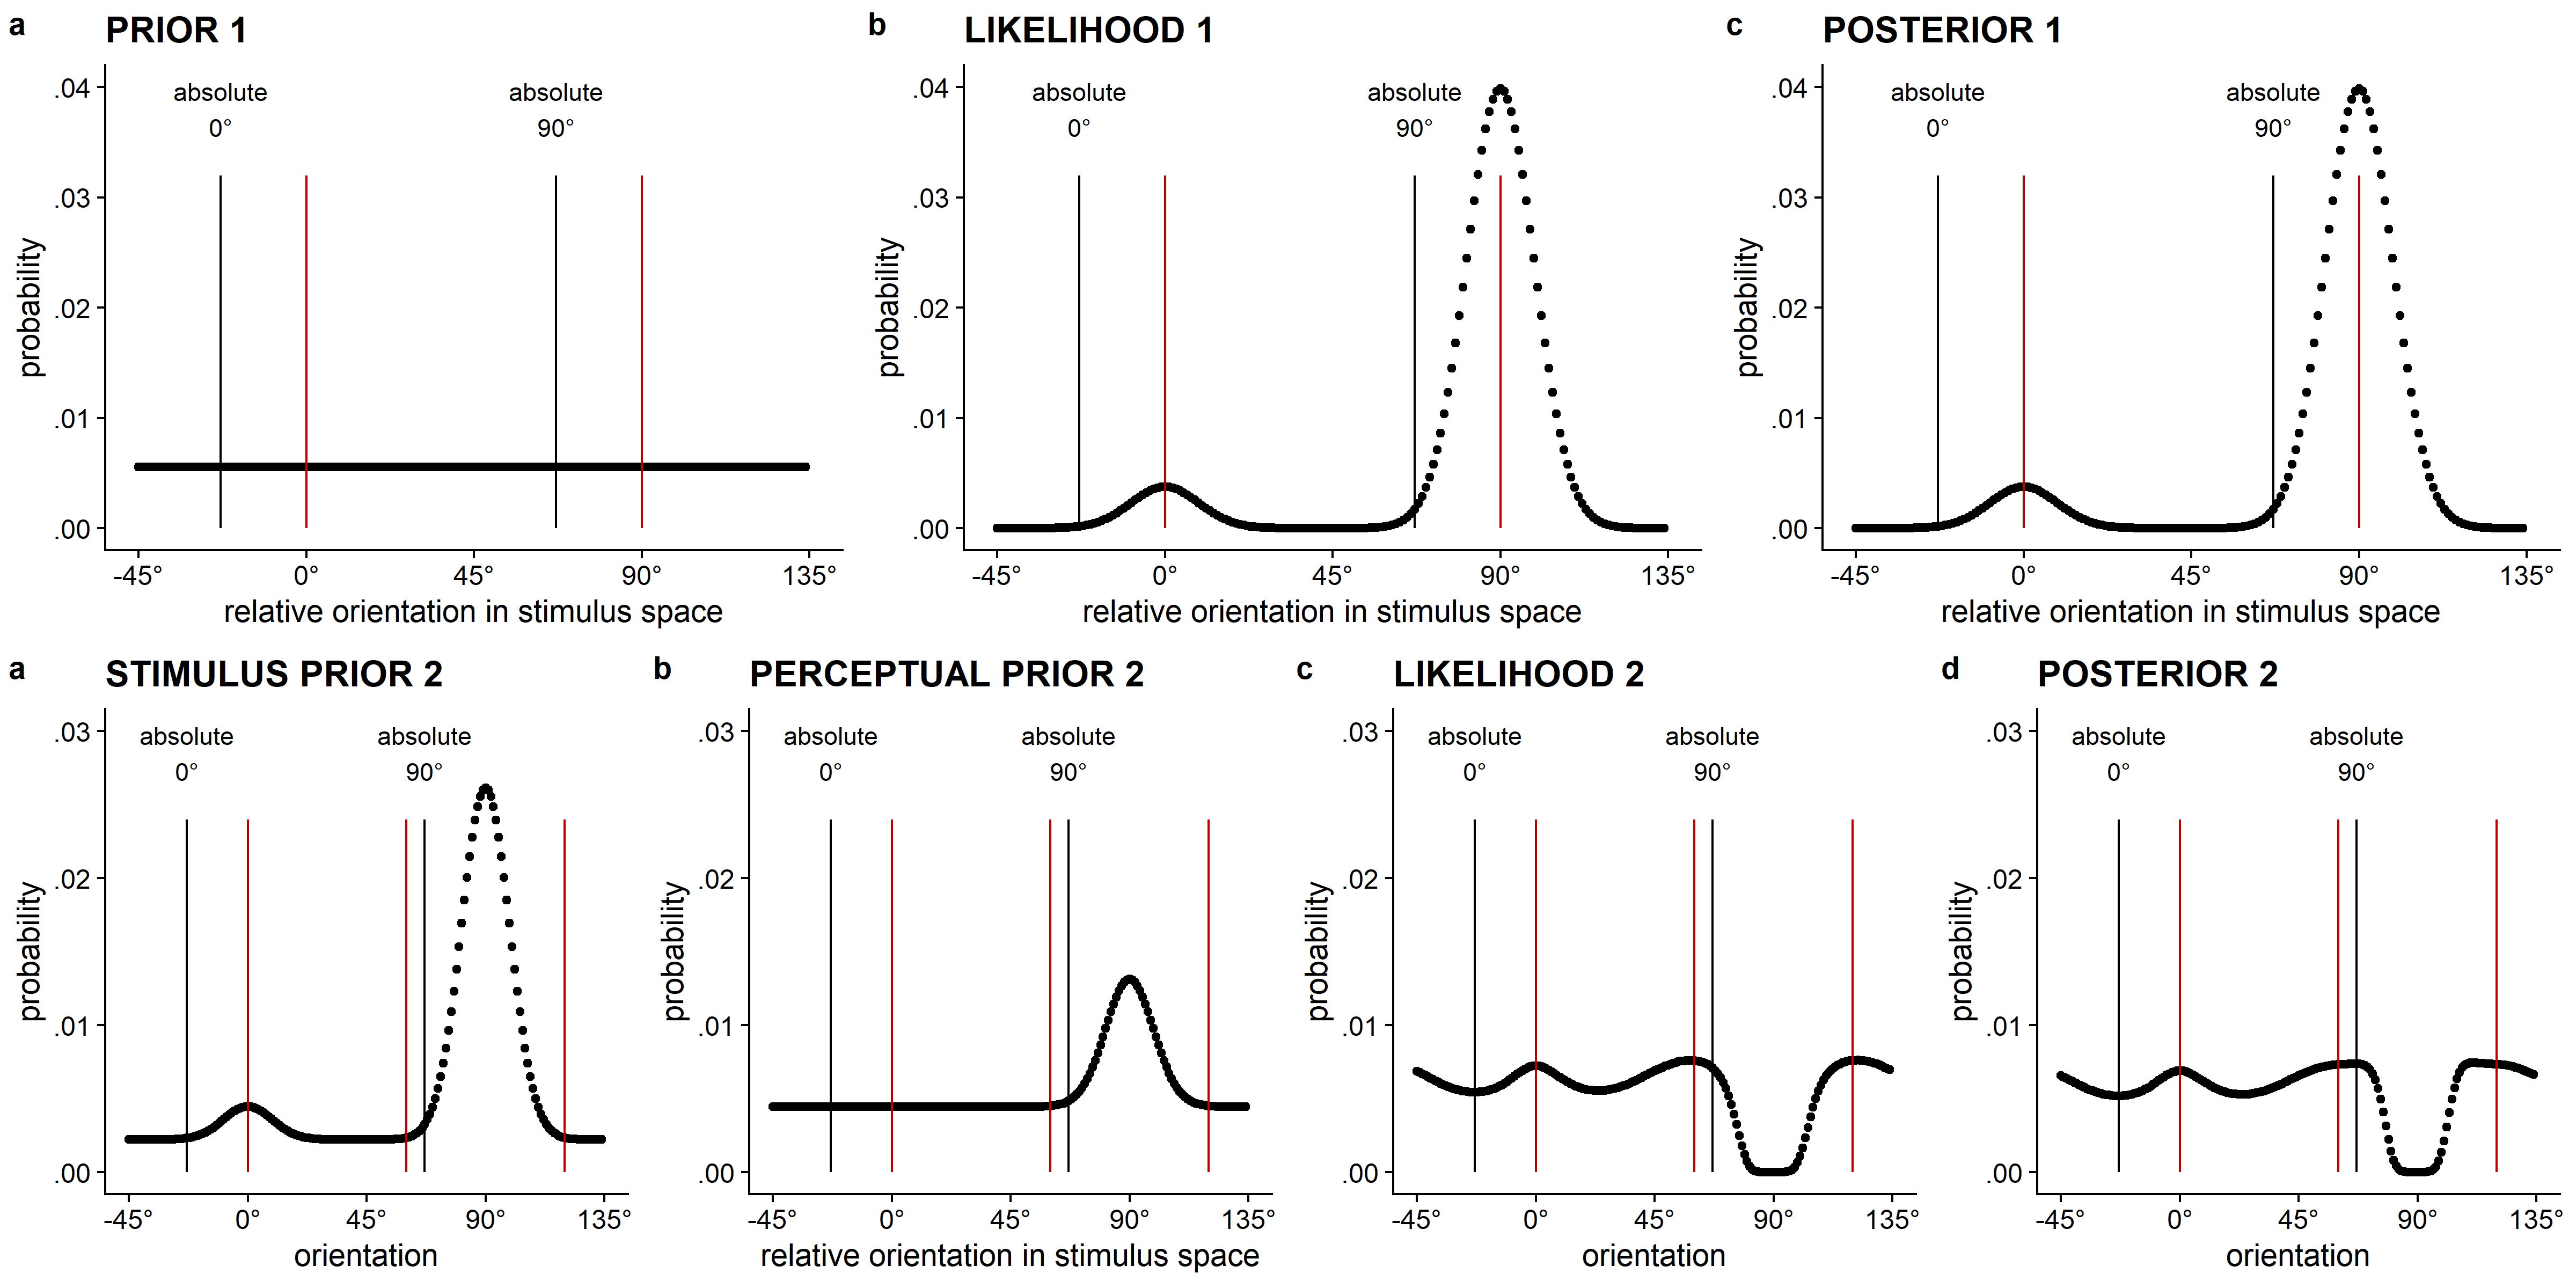 a PRIOR 1
.04
.03
.02
.01
.00
absolute
0°
absolute
90°
probability
-45° 0° 45° 90° 135°
relative orientation in stimulus space
b LIKELIHOOD 1
.04
.03
.02
.01
.00
absolute
0°
absolute
90°
probability
-45° 0° 45° 90° 135°
relative orientation in stimulus space
c POSTERIOR 1
.04
.03
.02
.01
.00
absolute
0°
absolute
90°
probability
-45° 0° 45° 90° 135°
relative orientation in stimulus space
a STIMULUS PRIOR 2
.03
.02
.01
.00
absolute
0°
absolute
90°
probability
-45° 0° 45° 90° 135°
orientation
b PERCEPTUAL PRIOR 2
.03
.02
.01
.00
absolute
0°
absolute
90°
probability
-45° 0° 45° 90° 135°
relative orientation in stimulus space
c LIKELIHOOD 2
.03
.02
.01
.00
absolute
0°
absolute
90°
probability
-45° 0° 45° 90° 135°
orientation
d POSTERIOR 2
.03
.02
.01
.00
absolute
0°
absolute
90°
probability
-45° 0° 45° 90° 135°
orientation